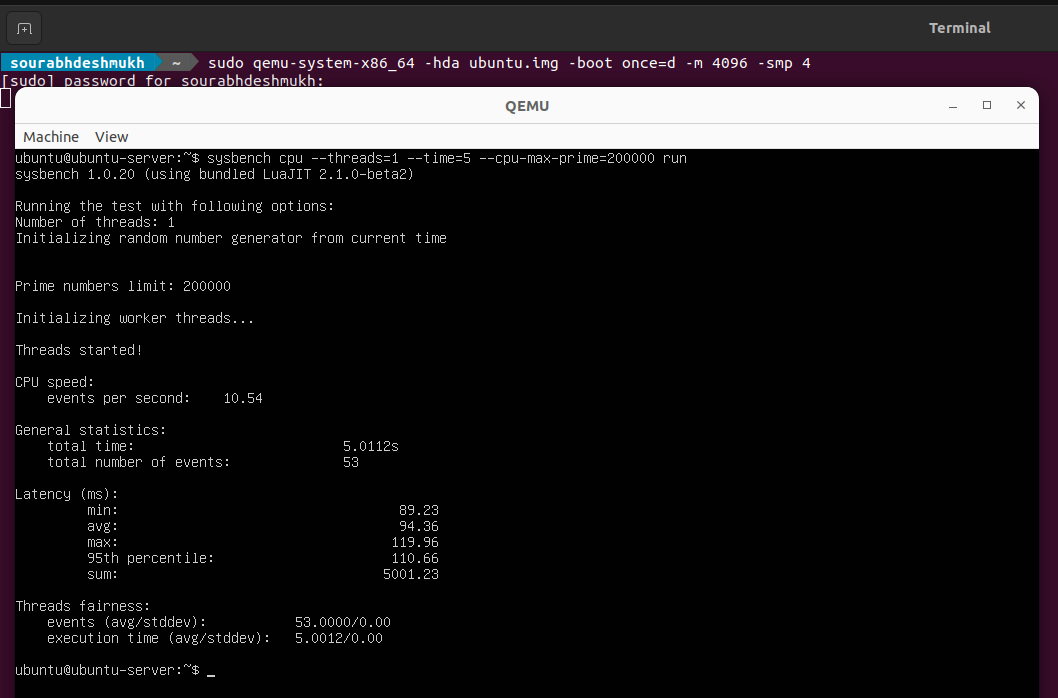 Terminal
sourabhdeshmukh ~ sudo qemu-system-x86_64 -hda ubuntu.img -boot once=d -m 4096 -smp 4
[sudo] password for sourabhdeshmukh:
QEMU
Machine View
ubuntu@ubuntu-server:~$ sysbench cpu --threads=1 --time=5 --cpu-max-prime=200000 run
sysbench 1.0.20 (using bundled LuaJIT 2.1.0-beta2)
Running the test with following options:
Number of threads: 1
Initializing random number generator from current time
Prime numbers limit: 200000
Initializing worker threads...
Threads started!
CPU speed:
events per second: 10.54
General statistics:
total time: 5.0112s
total number of events: 53
Latency (ms):
min: 89.23
avg: 94.36
max: 119.96
95th percentile: 110.66
sum: 5001.23
Threads fairness:
events (avg/stddev): 53.0000/0.00
execution time (avg/stddev): 5.0012/0.00
ubuntu@ubuntu-server:~$ _